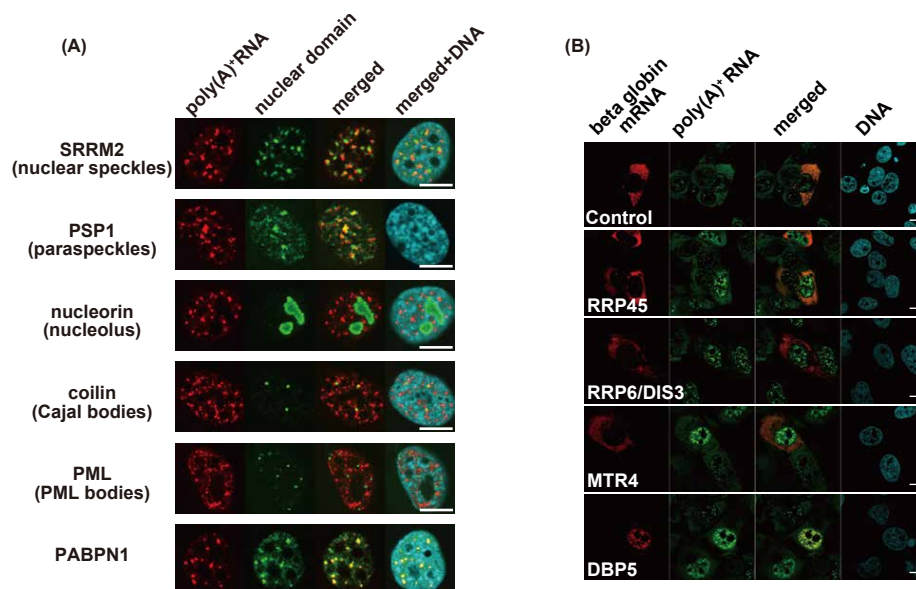 (A)
poly(A)+RNA
nuclear domain
merged
merged+DNA
SRRM2
(nuclear speckles)
PSP1
(paraspeckles)
nucleorin
(nucleolus)
coilin
(Cajal bodies)
PML
(PML bodies)
PABPN1
(B)
beta globin
mRNA
poly(A)+ RNA
merged
DNA
Control
RRP45
RRP6/DIS3
MTR4
DBP5